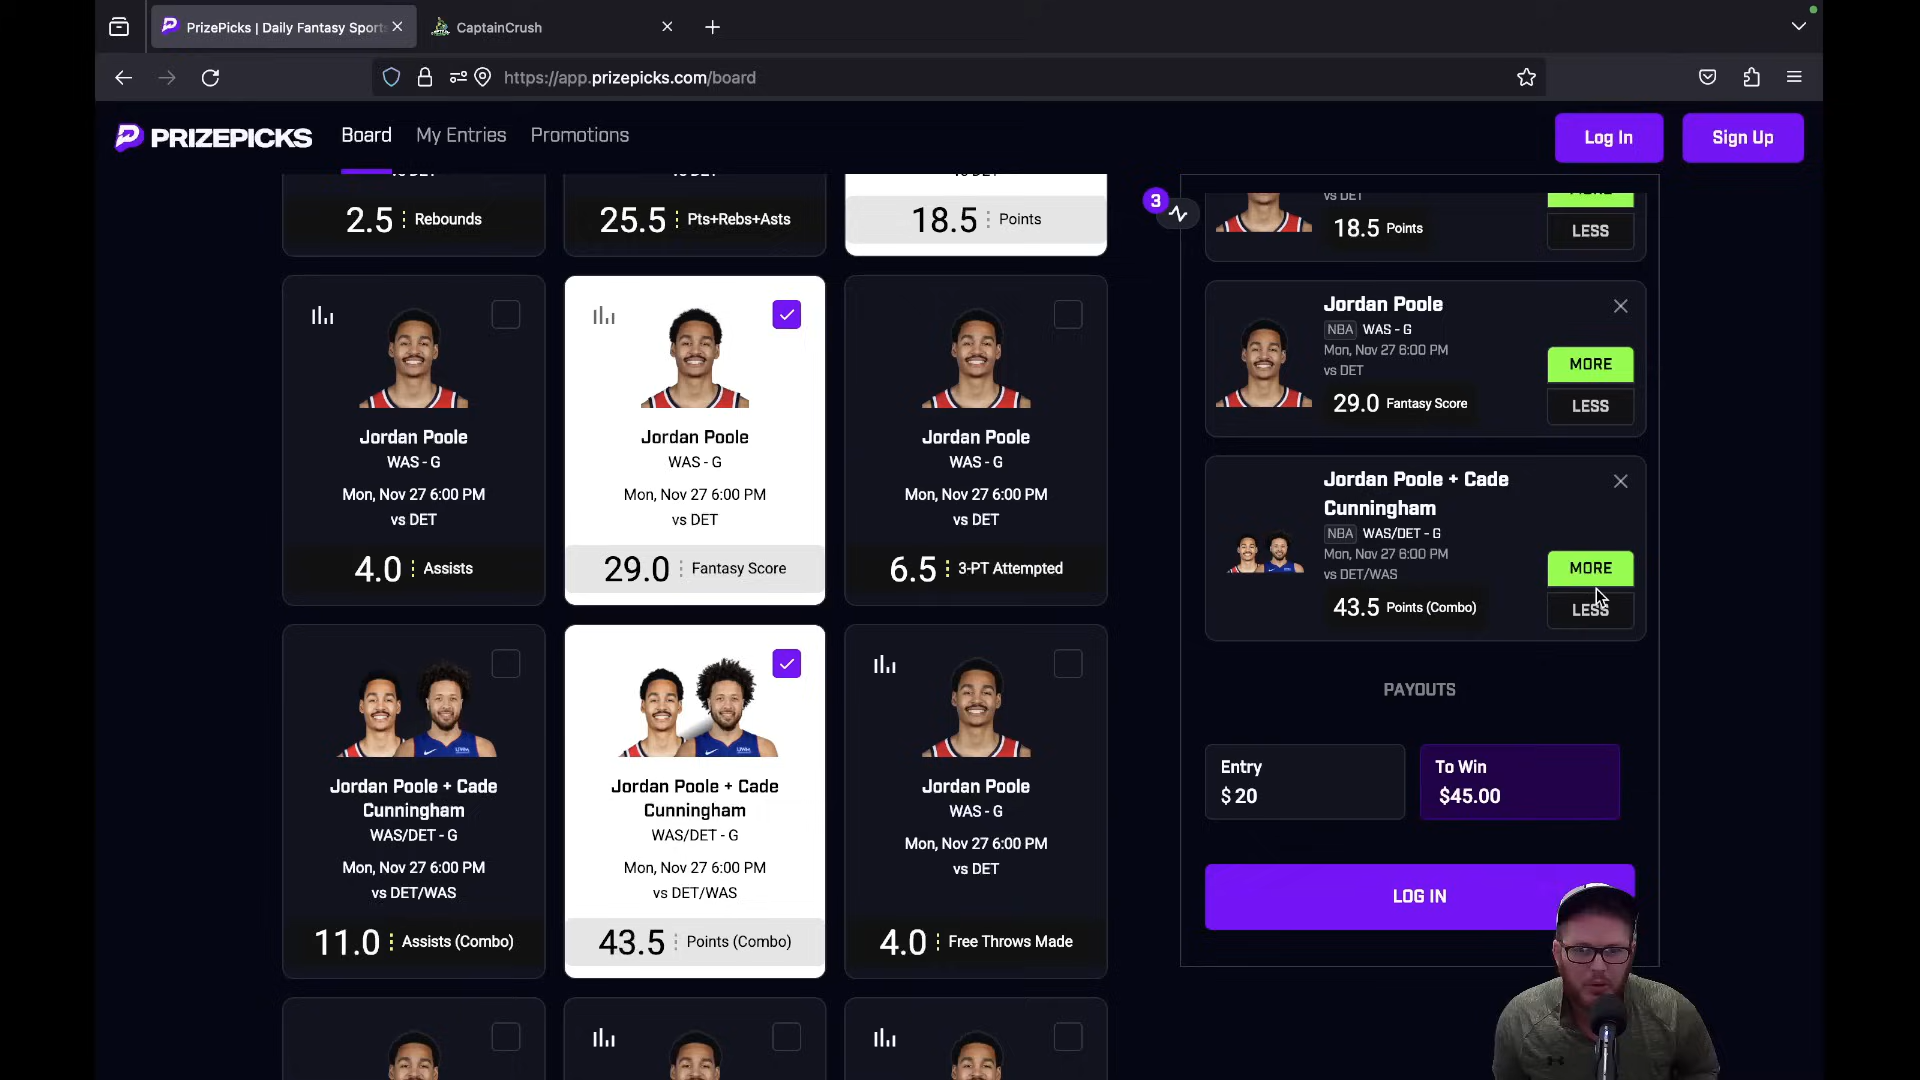 PrizePicks | Daily Fantasy Sports
CaptainCrush
https://app.prizepicks.com/board
PRIZEPICKS
Board
My Entries
Promotions
Log In
Sign Up
2.5 Rebounds
25.5 Pts+Rebs+Asts
18.5 Points
Jordan Poole
WAS - G
Mon, Nov 27 6:00 PM
vs DET
4.0 Assists
Jordan Poole
WAS - G
Mon, Nov 27 6:00 PM
vs DET
29.0 Fantasy Score
Jordan Poole
WAS - G
Mon, Nov 27 6:00 PM
vs DET
6.5 3-PT Attempted
Jordan Poole + Cade
Cunningham
WAS/DET - G
Mon, Nov 27 6:00 PM
vs DET/WAS
11.0 Assists (Combo)
Jordan Poole + Cade
Cunningham
WAS/DET - G
Mon, Nov 27 6:00 PM
vs DET/WAS
43.5 Points (Combo)
Jordan Poole
WAS - G
Mon, Nov 27 6:00 PM
vs DET
4.0 Free Throws Made
3
vs DET
18.5 Points
LESS
Jordan Poole
NBA WAS - G
Mon, Nov 27 6:00 PM
vs DET
29.0 Fantasy Score
MORE
LESS
Jordan Poole + Cade
Cunningham
NBA WAS/DET - G
Mon, Nov 27 6:00 PM
vs DET/WAS
43.5 Points (Combo)
MORE
LESS
PAYOUTS
Entry
$ 20
To Win
$45.00
LOG IN